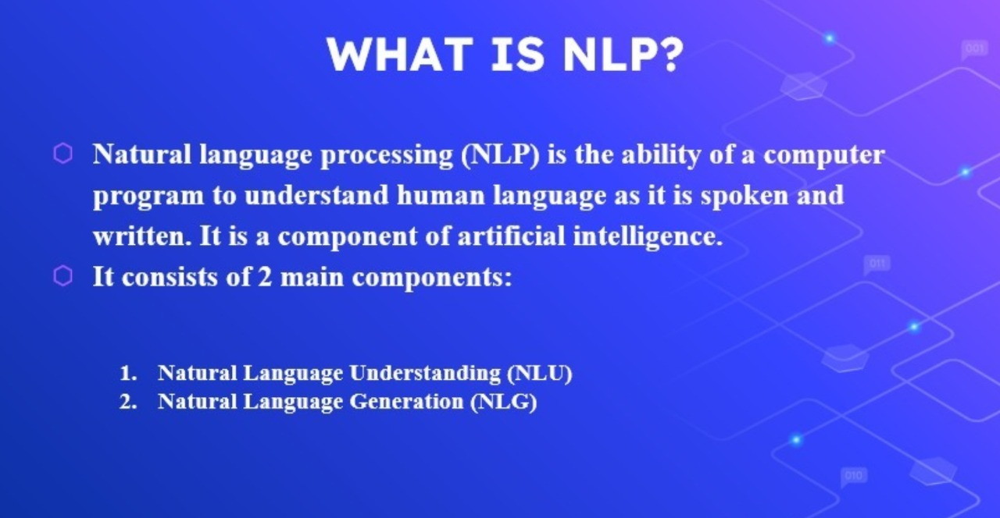 WHAT IS NLP?
Natural language processing (NLP) is the ability of a computer
program to understand human language as it is spoken and
written. It is a component of artificial intelligence.
It consists of 2 main components:
1. Natural Language Understanding (NLU)
2. Natural Language Generation (NLG)
001
011
010